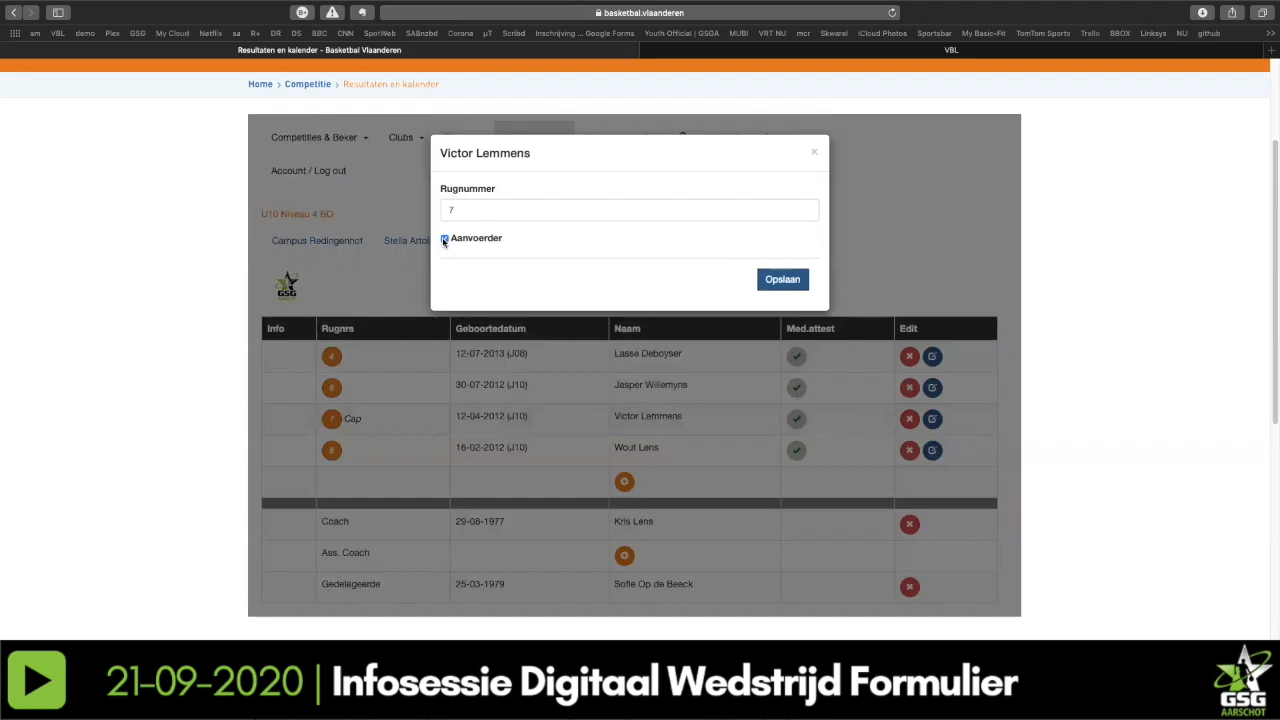 basketbal.vlaanderen
am VBL demo Plex GSG My Cloud Netflix sa R+ DR DS BBC CNN SpotWeb SABnzbd Corona µT Scribd Inschrijving ... Google Forms Youth Official | GSGA MUBI VRT NU mcr Skwarel iCloud Photos Sportsbar My Basic-Fit TomTom Sports Trello BBOX Linksys NU github
Resultaten en kalender - Basketbal Vlaanderen VBL
Home > Competitie > Resultaten en kalender
Competities & Beker Clubs
Account / Log out
U10 Niveau 4 BD
Campus Redingenhof Stella Artoi
Victor Lemmens ×
Rugnummer
7
Aanvoerder
Opslaan
Info Rugnrs Geboortedatum Naam Med.attest Edit
4 12-07-2013 (J08) Lasse Deboyser
6 30-07-2012 (J10) Jasper Willemyns
7 Cap 12-04-2012 (J10) Victor Lemmens
8 16-02-2012 (J10) Wout Lens
Coach 29-08-1977 Kris Lens
Ass. Coach
Gedelegeerde 25-03-1979 Sofie Op de Beeck
21-09-2020 | Infosessie Digitaal Wedstrijd Formulier
GSG
AARSCHOT